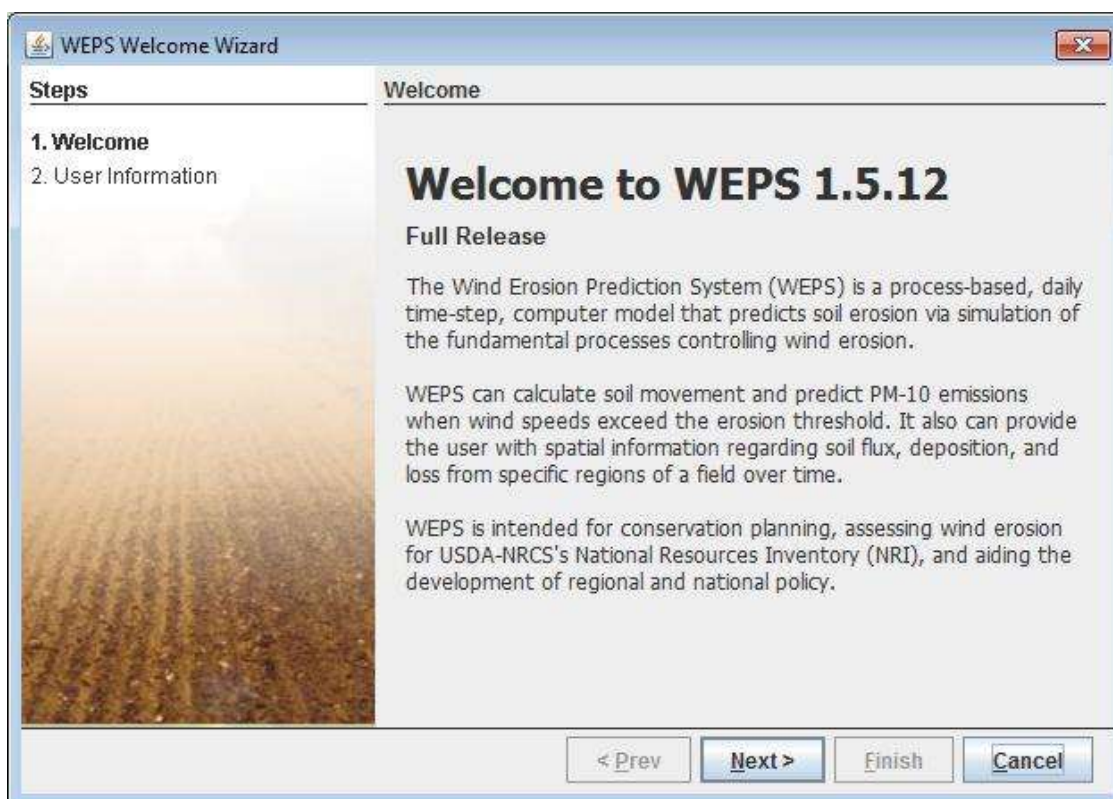 WEPS Welcome Wizard
Steps
1. Welcome
2. User Information
Welcome
Welcome to WEPS 1.5.12
Full Release
The Wind Erosion Prediction System (WEPS) is a process-based, daily
time-step, computer model that predicts soil erosion via simulation of
the fundamental processes controlling wind erosion.
WEPS can calculate soil movement and predict PM-10 emissions
when wind speeds exceed the erosion threshold. It also can provide
the user with spatial information regarding soil flux, deposition, and
loss from specific regions of a field over time.
WEPS is intended for conservation planning, assessing wind erosion
for USDA-NRCS's National Resources Inventory (NRI), and aiding the
development of regional and national policy.
< Prev Next > Finish Cancel